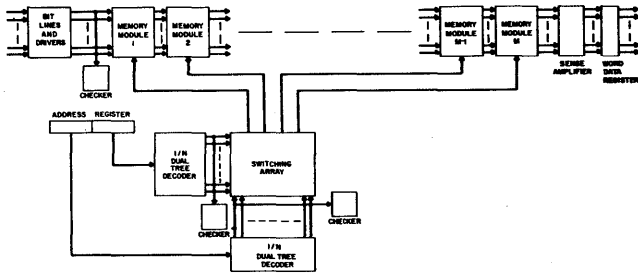 BIT
LINES
AND
DRIVERS
MEMORY
MODULE
1
MEMORY
MODULE
2
MEMORY
MODULE
M-1
MEMORY
MODULE
M
SENSE
AMPLIFIER
WORD
DATA
REGISTER
CHECKER
ADDRESS REGISTER
1/N
DUAL
TREE
DECODER
SWITCHING
ARRAY
CHECKER
CHECKER
1/N
DUAL TREE
DECODER